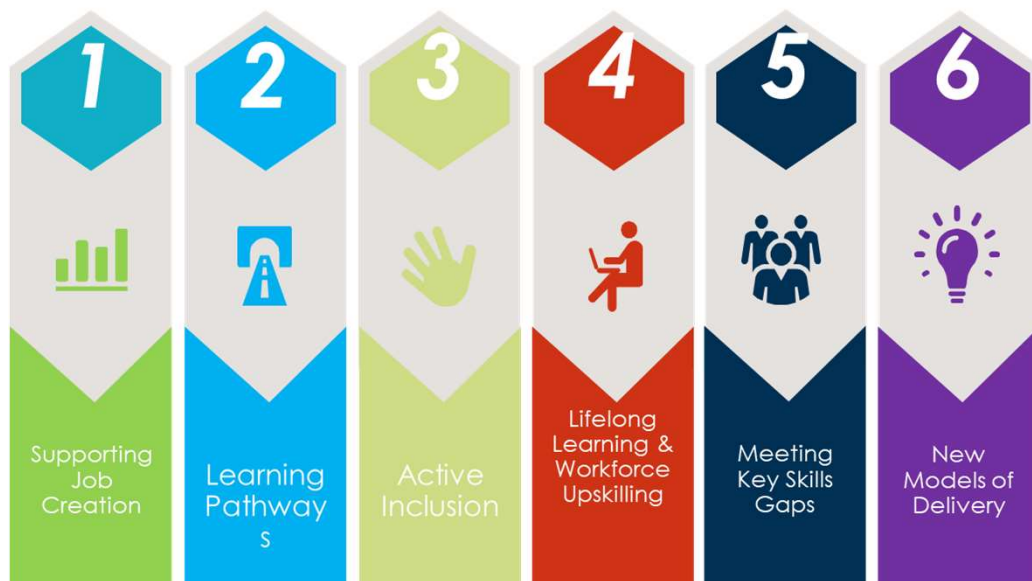 1
Supporting
Job
Creation
2
Learning
Pathway
s
3
Active
Inclusion
4
Lifelong
Learning &
Workforce
Upskilling
5
Meeting
Key Skills
Gaps
6
New
Models of
Delivery